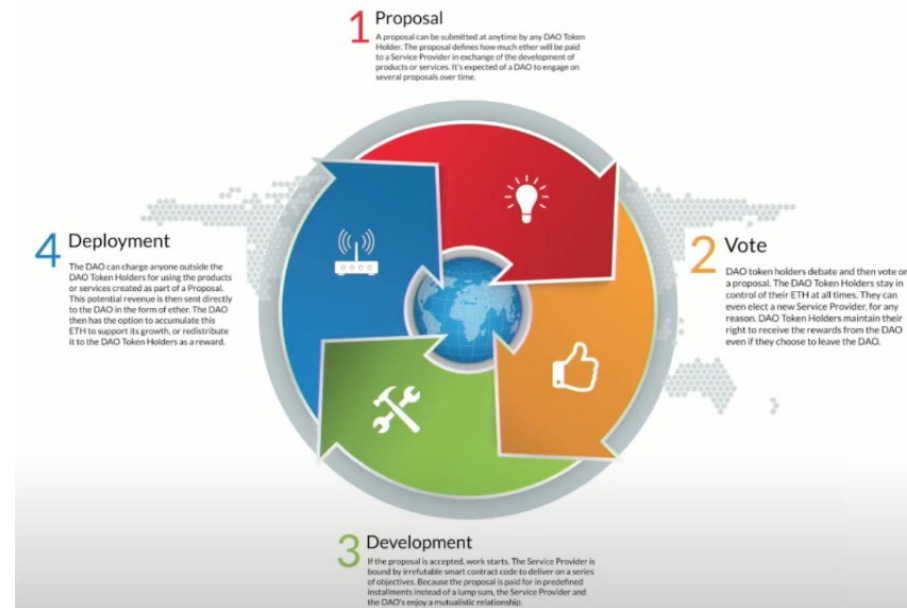 1 Proposal
A proposal can be submitted at anytime by any DAO Token
Holder. The proposal defines how much ether will be paid
to a Service Provider in exchange of the development of
products or services. It's expected of a DAO to engage on
several proposals over time.
2 Vote
DAO token holders debate and then vote on
a proposal. The DAO Token Holders stay in
control of their ETH at all times. They can
even elect a new Service Provider, for any
reason. DAO Token Holders maintain their
right to receive the rewards from the DAO
even if they choose to leave the DAO.
3 Development
If the proposal is accepted, work starts. The Service Provider is
bound by irrefutable smart contract code to deliver on a series
of objectives. Because the proposal is paid for in predefined
installments instead of a lump sum, the Service Provider and
the DAO's enjoy a mutualistic relationship.
4 Deployment
The DAO can charge anyone outside the
DAO Token Holders for using the products
or services created as part of a Proposal.
This potential revenue is then sent directly
to the DAO in the form of ether. The DAO
then has the option to accumulate this
ETH to support its growth, or redistribute
it to the DAO Token Holders as a reward.